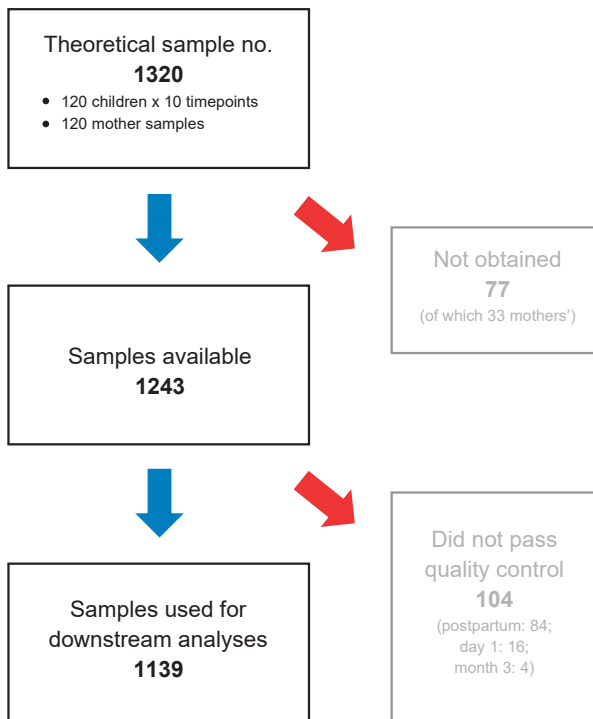 Theoretical sample no.
1320
• 120 children x 10 timepoints
• 120 mother samples
Not obtained
77
(of which 33 mothers’)
Samples available
1243
Did not pass
quality control
104
(postpartum: 84;
day 1: 16;
month 3: 4)
Samples used for
downstream analyses
1139